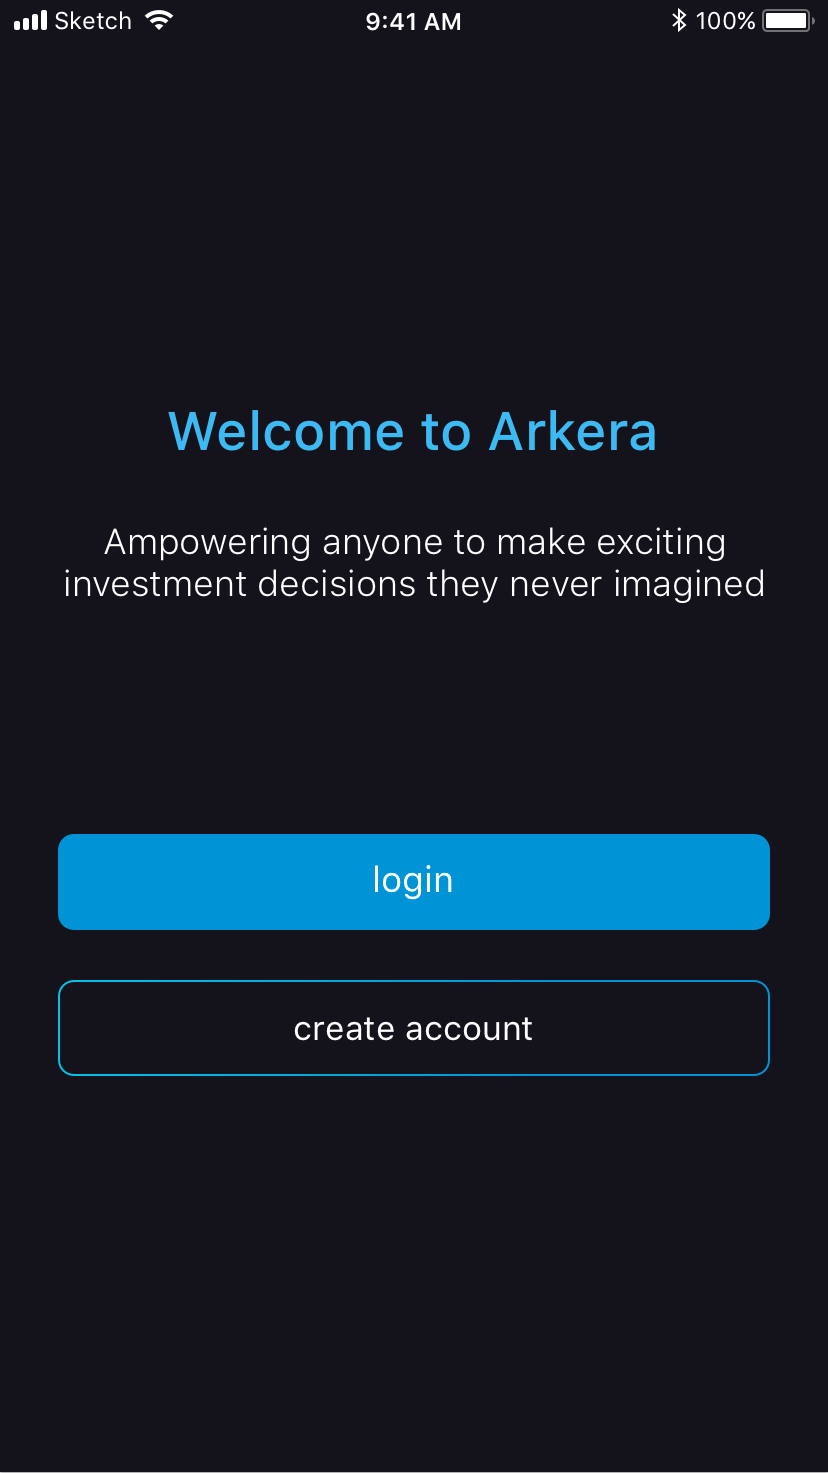 Sketch 9:41 AM 100%
Welcome to Arkera
Ampowering anyone to make exciting
investment decisions they never imagined
login
create account